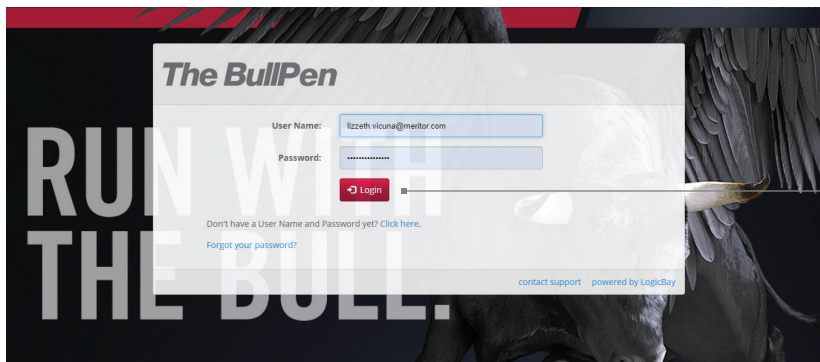 The BullPen
User Name: lizzeth.vicuna@meritor.com
Password: ••••••••••••••
Login
Don't have a User Name and Password yet? Click here.
Forgot your password?
contact support powered by LogicBay
RUN WITH
THE BULL.